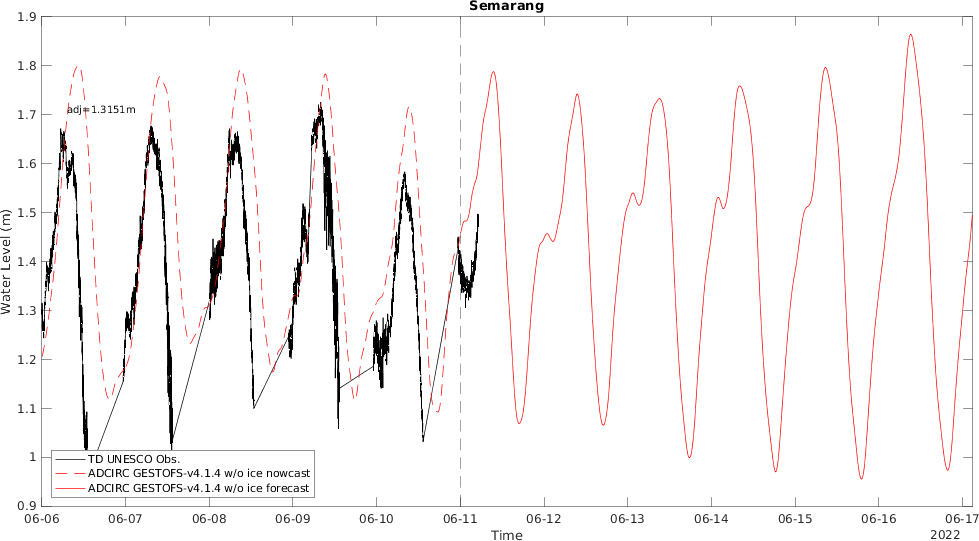 Semarang
1.9
1.8
1.7
1.6
1.5
1.4
1.3
1.2
1.1
1
0.9
Water Level (m)
adj=1.3151m
TD UNESCO Obs.
ADCIRC GESTOFS-v4.1.4 w/o ice nowcast
ADCIRC GESTOFS-v4.1.4 w/o ice forecast
06-06 06-07 06-08 06-09 06-10 06-11 06-12 06-13 06-14 06-15 06-16 06-17
Time
2022